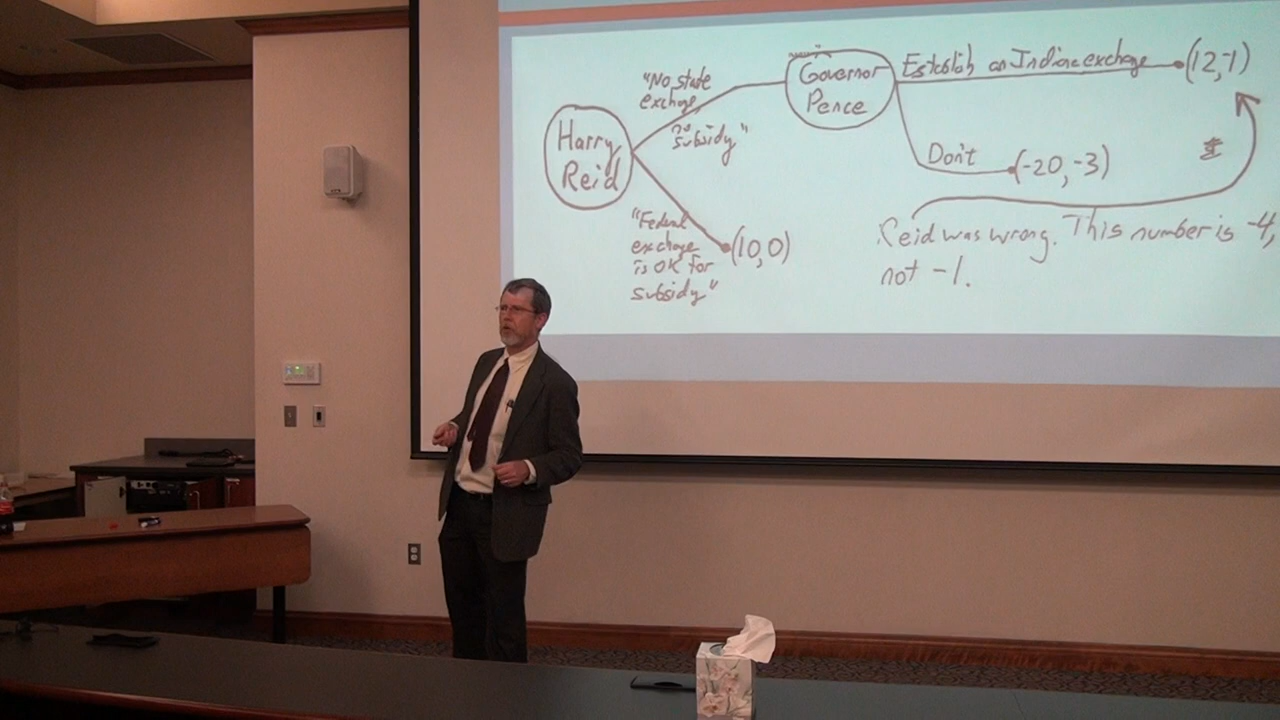 Harry
Reid
"No state
exchge
no
subsidy"
Governor
Pence
Establish an Indiana exchange
(12,-1)
Don't
(-20,-3)
"Federal
exchange
is OK for
subsidy"
(10,0)
Reid was wrong. This number is -4,
not -1.